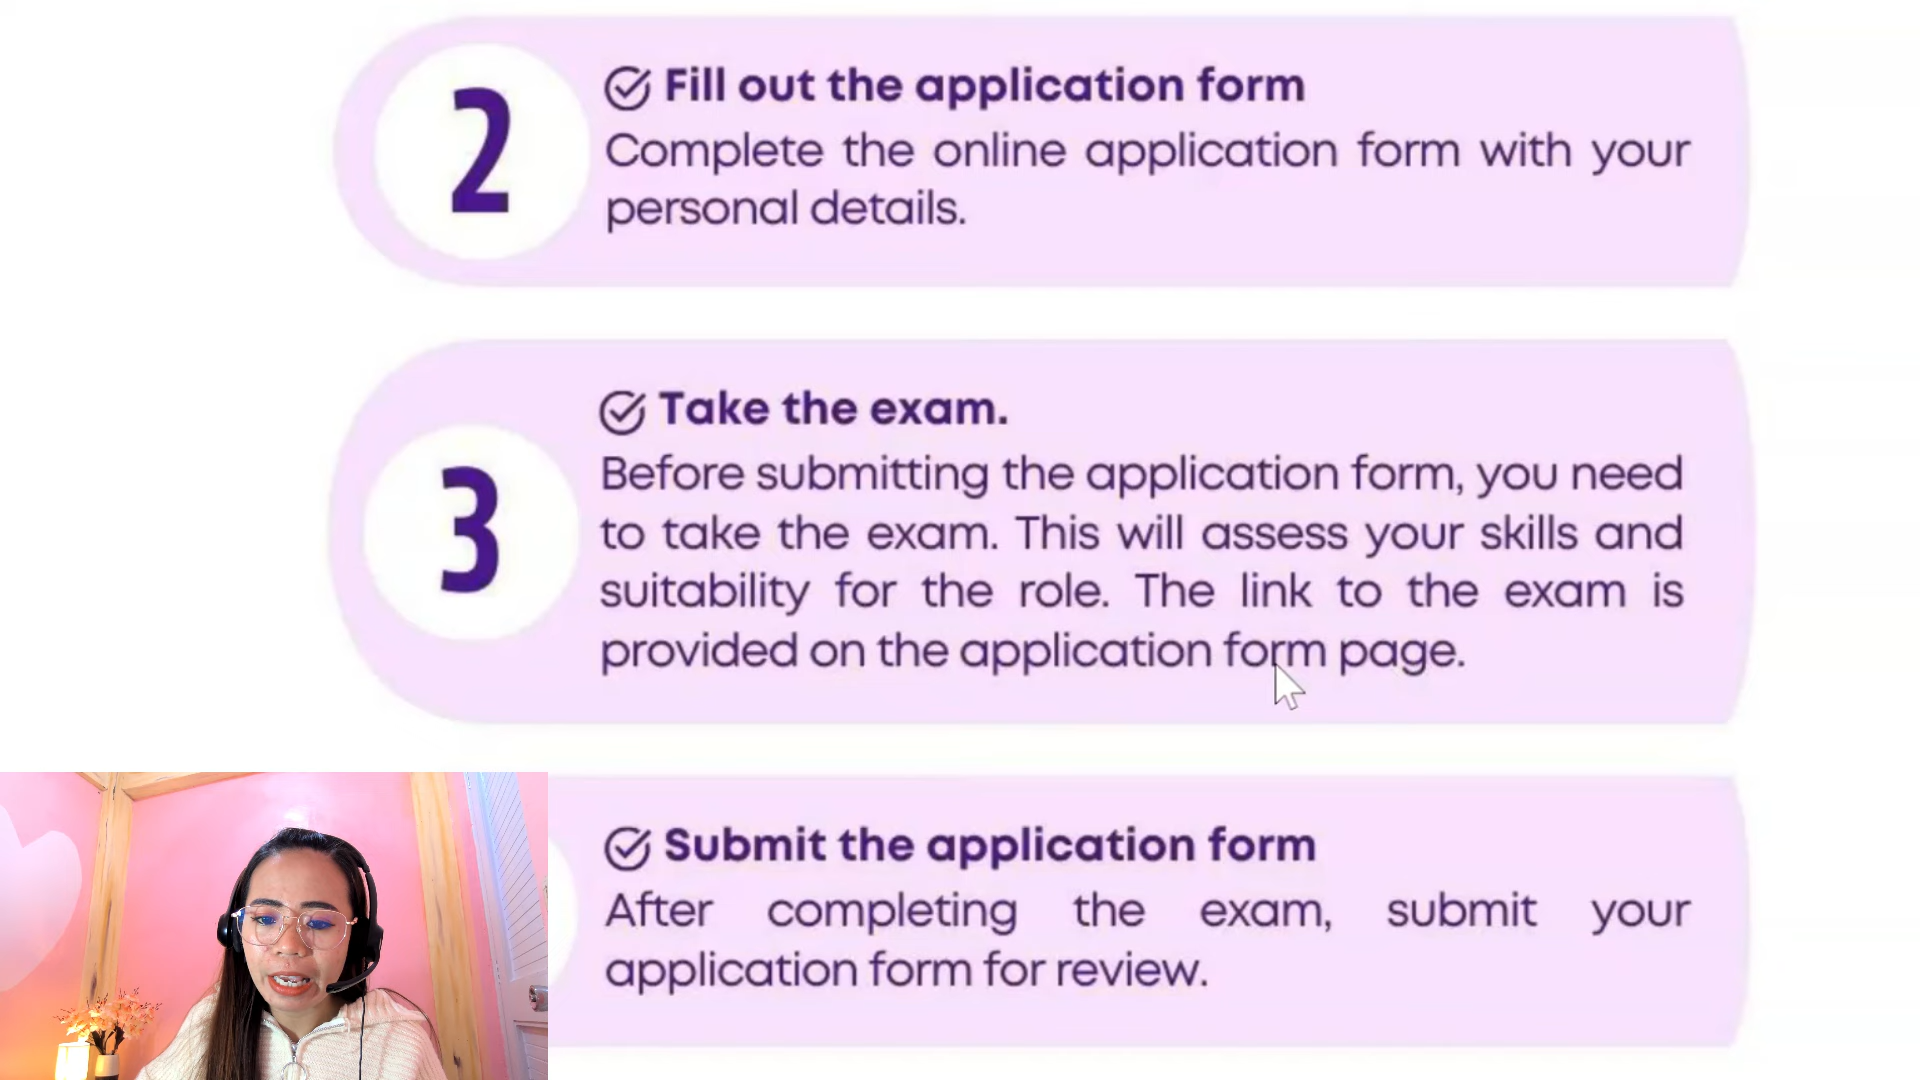 2
Fill out the application form
Complete the online application form with your
personal details.
3
Take the exam.
Before submitting the application form, you need
to take the exam. This will assess your skills and
suitability for the role. The link to the exam is
provided on the application form page.
Submit the application form
After completing the exam, submit your
application form for review.